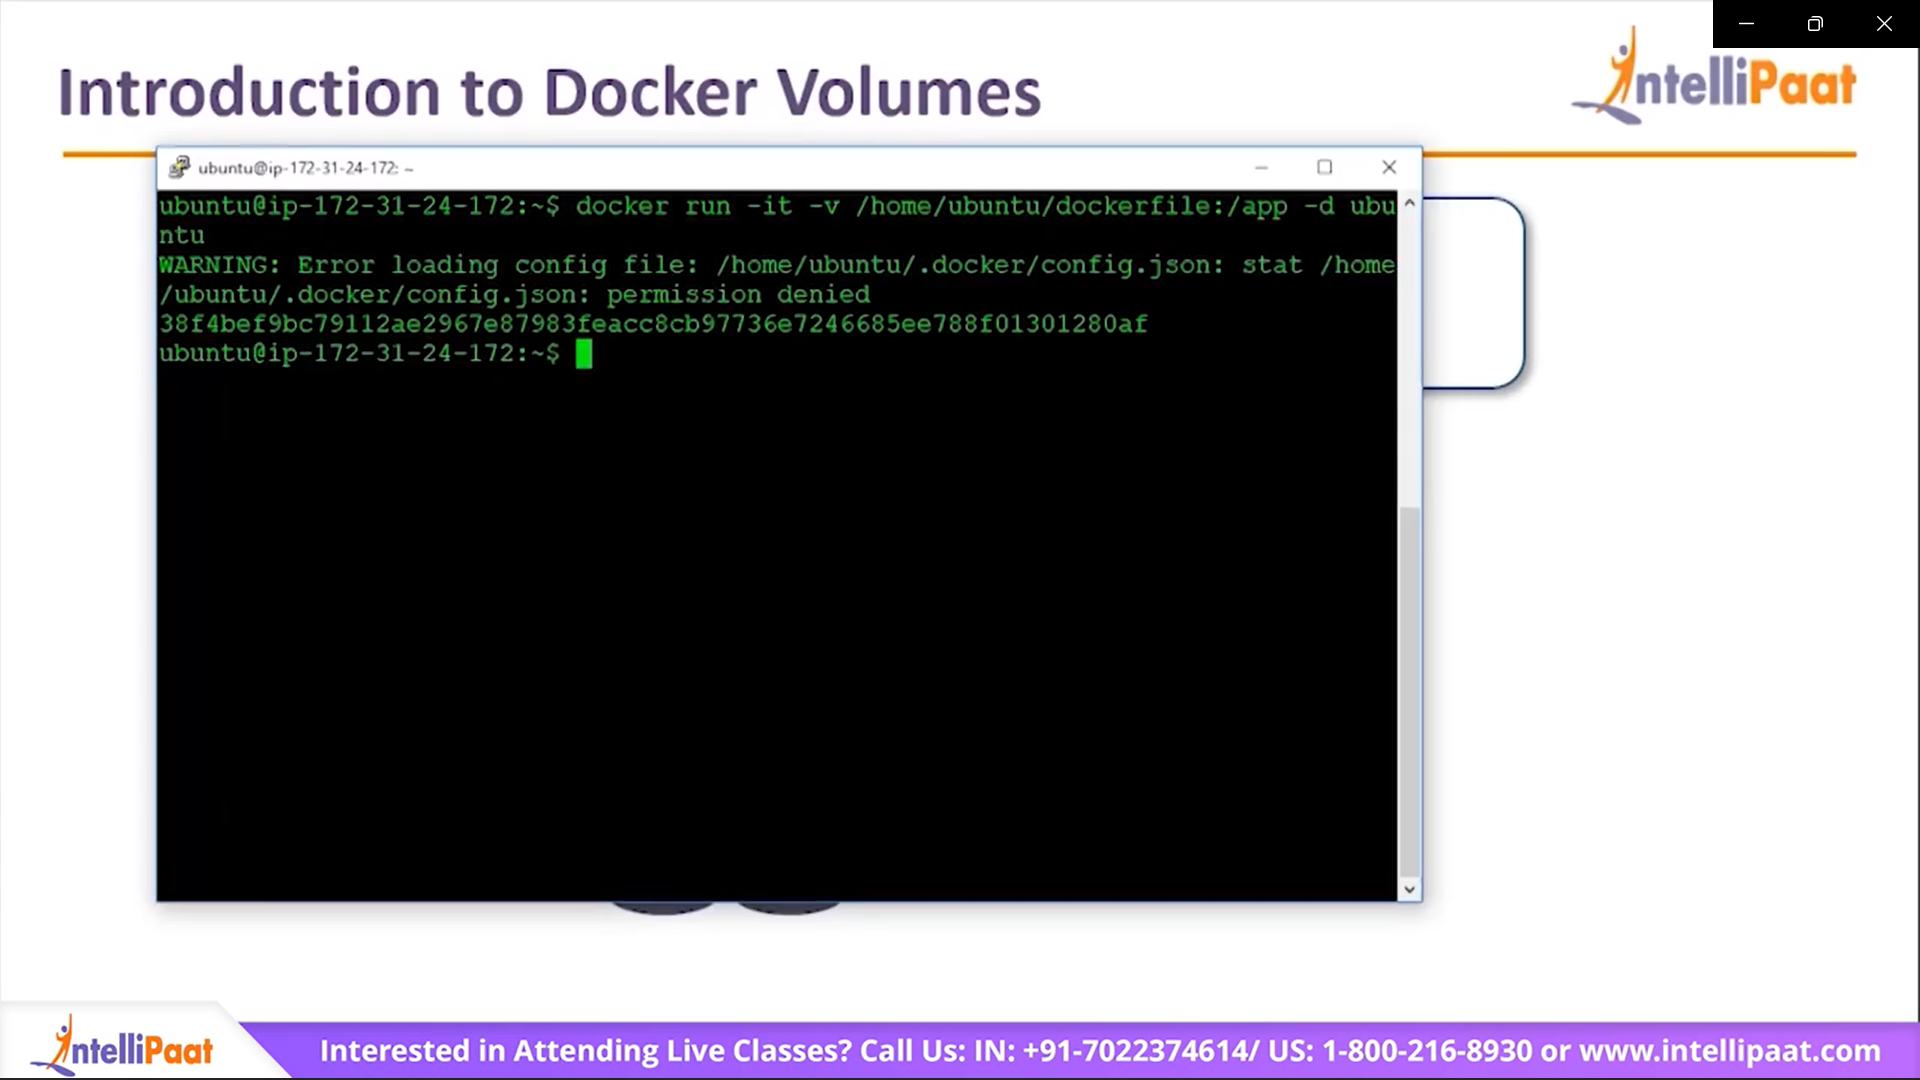 Introduction to Docker Volumes
IntelliPaat
ubuntu@ip-172-31-24-172: ~
ubuntu@ip-172-31-24-172:~$ docker run -it -v /home/ubuntu/dockerfile:/app -d ubu
ntu
WARNING: Error loading config file: /home/ubuntu/.docker/config.json: stat /home
/ubuntu/.docker/config.json: permission denied
38f4bef9bc79112ae2967e87983feacc8cb97736e7246685ee788f01301280af
ubuntu@ip-172-31-24-172:~$
IntelliPaat
Interested in Attending Live Classes? Call Us: IN: +91-7022374614/ US: 1-800-216-8930 or www.intellipaat.com